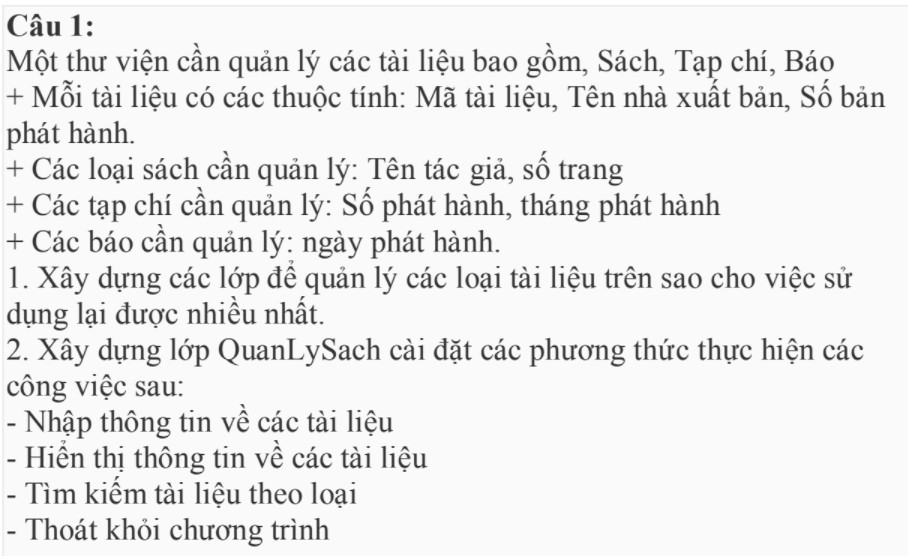 Câu 1:
Một thư viện cần quản lý các tài liệu bao gồm, Sách, Tạp chí, Báo
+ Mỗi tài liệu có các thuộc tính: Mã tài liệu, Tên nhà xuất bản, Số bản
phát hành.
+ Các loại sách cần quản lý: Tên tác giả, số trang
+ Các tạp chí cần quản lý: Số phát hành, tháng phát hành
+ Các báo cần quản lý: ngày phát hành.
1. Xây dựng các lớp để quản lý các loại tài liệu trên sao cho việc sử
dụng lại được nhiều nhất.
2. Xây dựng lớp QuanLySach cài đặt các phương thức thực hiện các
công việc sau:
- Nhập thông tin về các tài liệu
- Hiển thị thông tin về các tài liệu
- Tìm kiếm tài liệu theo loại
- Thoát khỏi chương trình